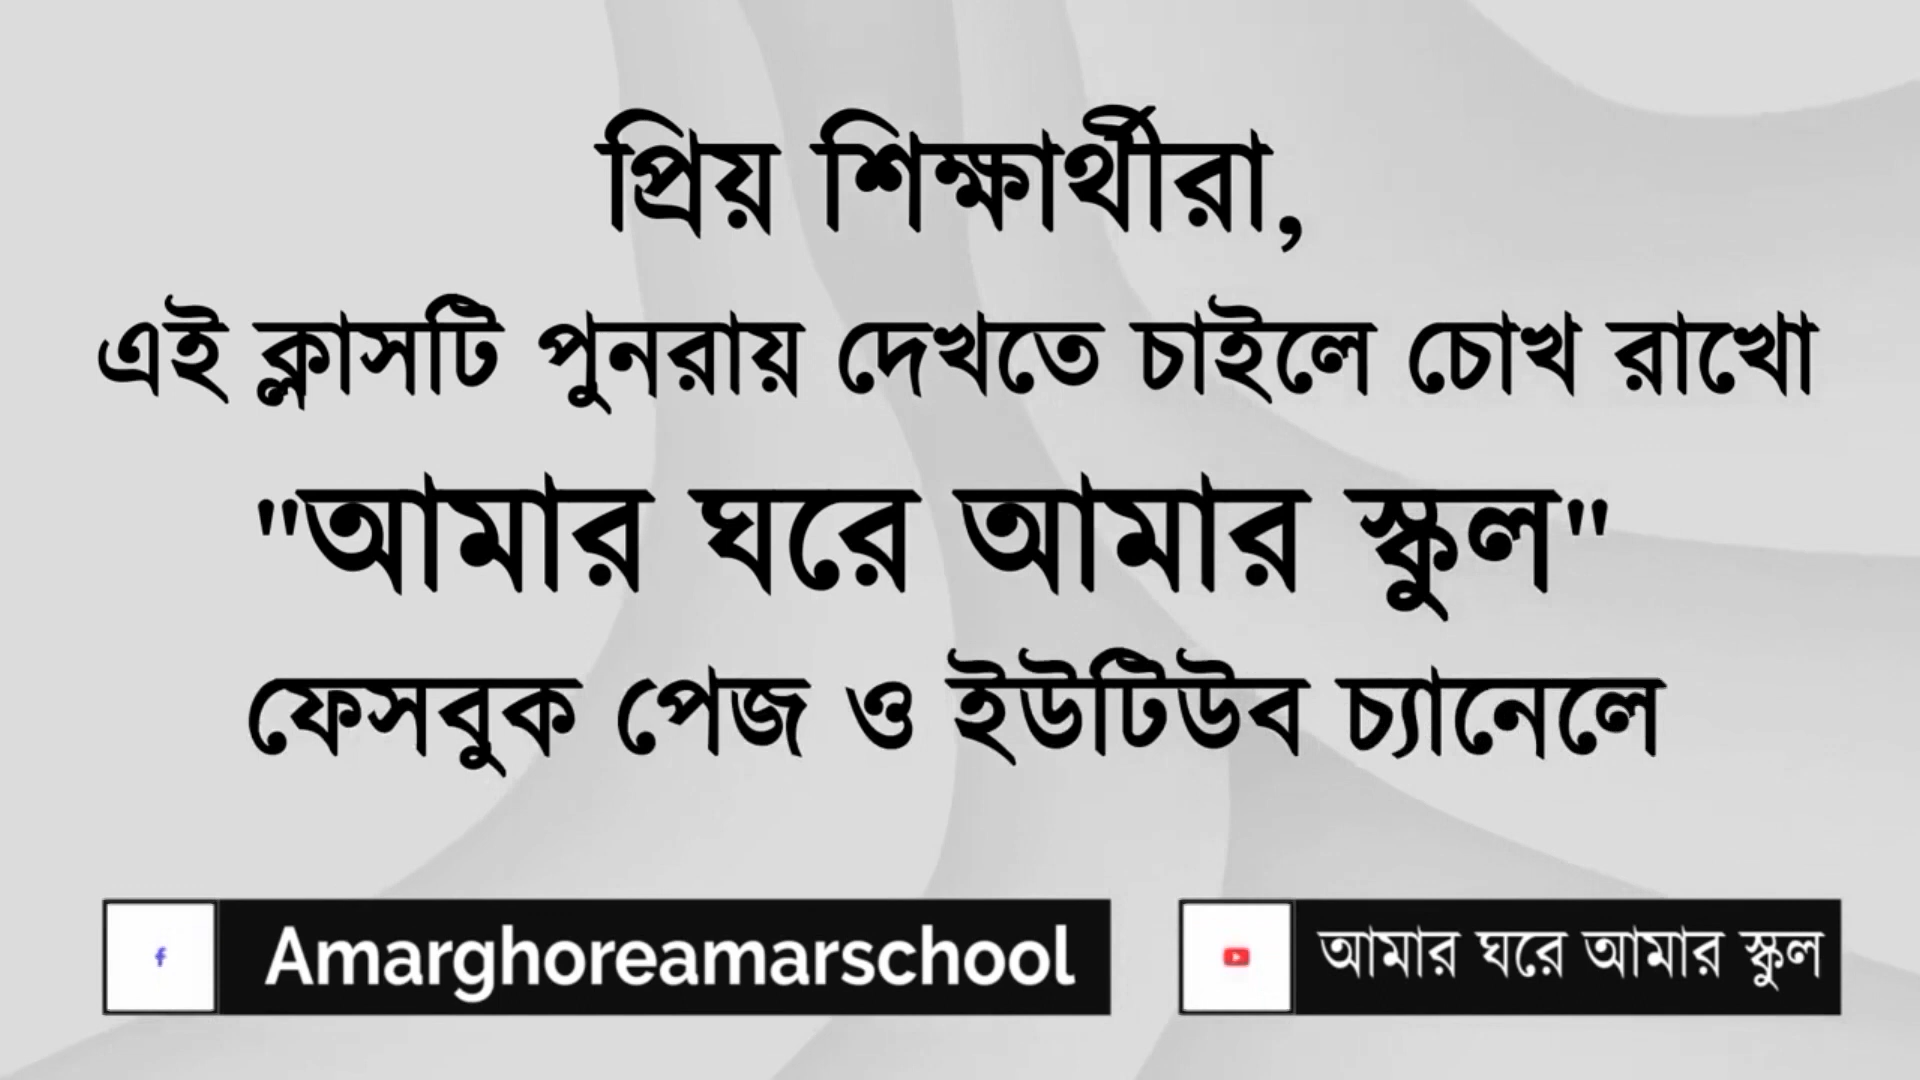 প্রিয় শিক্ষার্থীরা,
এই ক্লাসটি পুনরায় দেখতে চাইলে চোখ রাখো
"আমার ঘরে আমার স্কুল"
ফেসবুক পেজ ও ইউটিউব চ্যানেলে
Amarghoreamarschool
আমার ঘরে আমার স্কুল